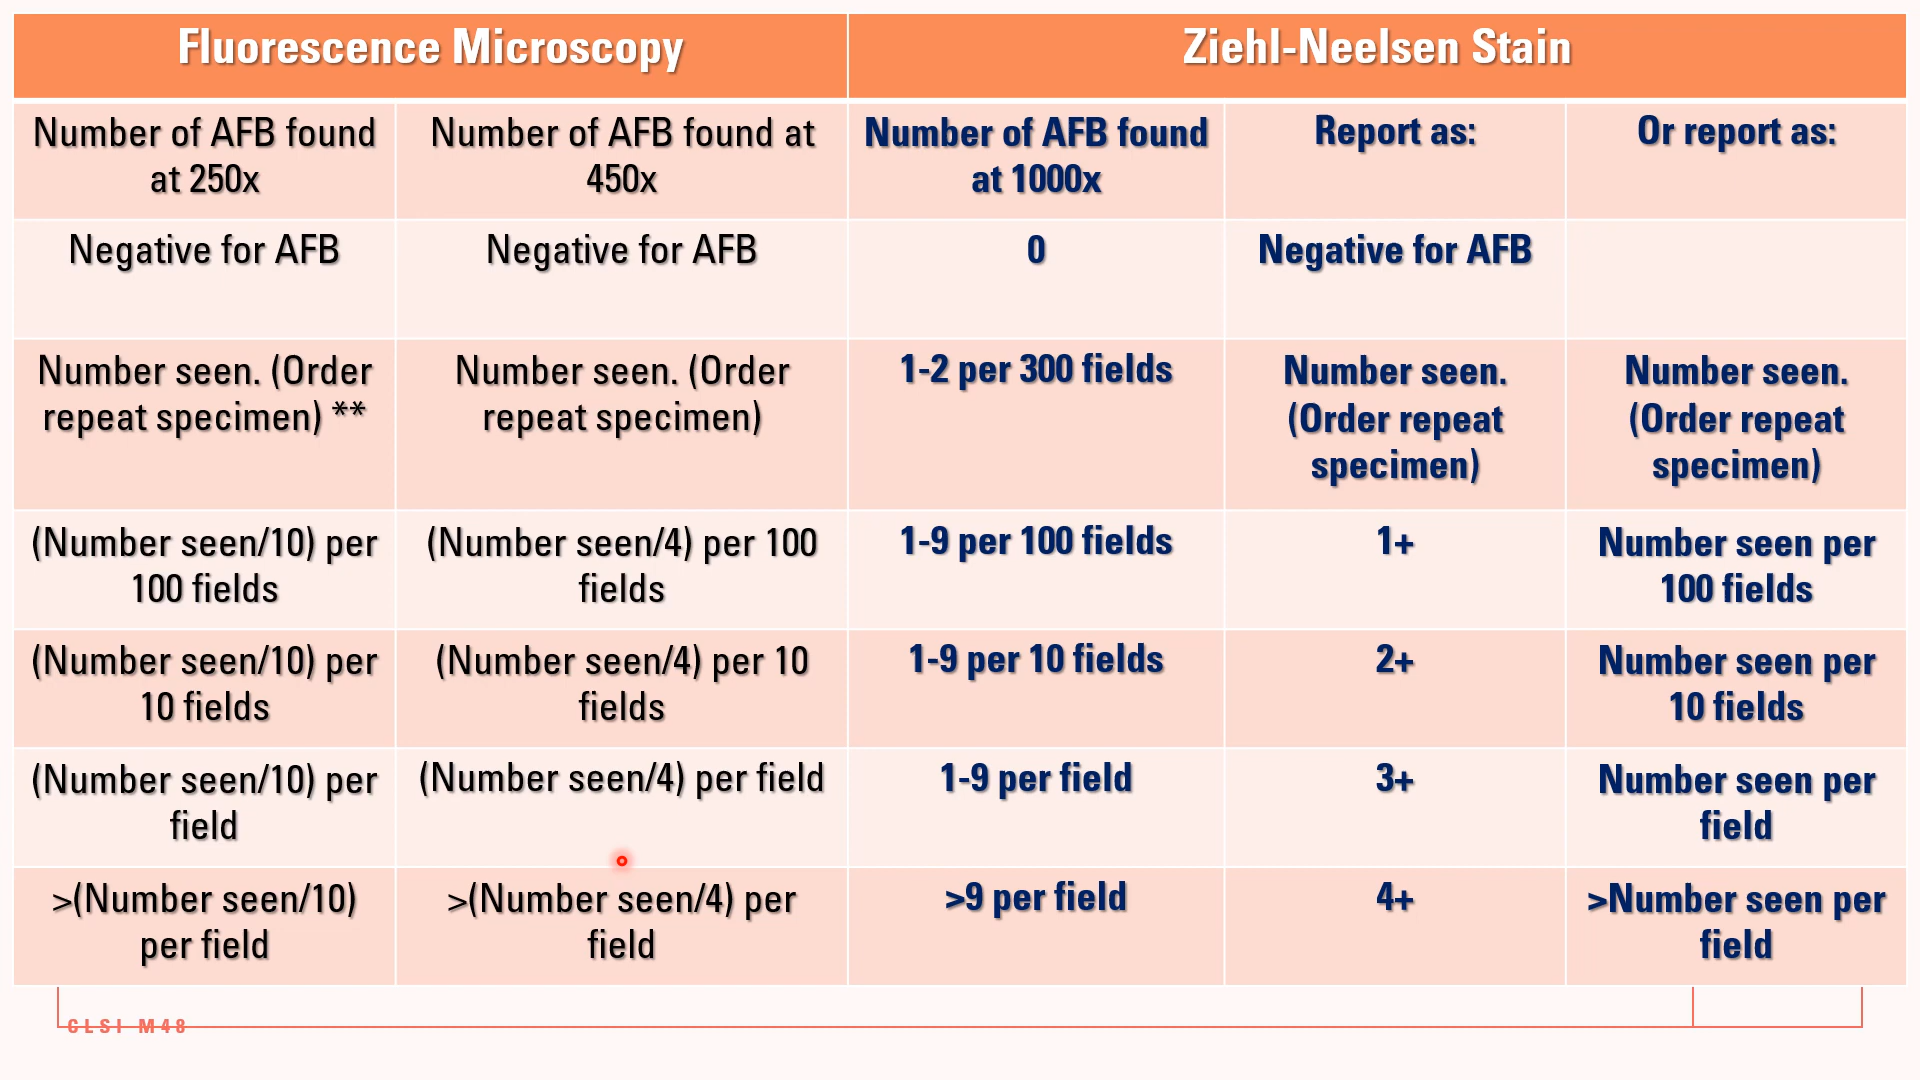 Fluorescence Microscopy
Ziehl-Neelsen Stain
Number of AFB found
at 250x
Number of AFB found at
450x
Number of AFB found
at 1000x
Report as:
Or report as:
Negative for AFB
Negative for AFB
0
Negative for AFB
Number seen. (Order
repeat specimen) **
Number seen. (Order
repeat specimen)
1-2 per 300 fields
Number seen.
(Order repeat
specimen)
Number seen.
(Order repeat
specimen)
(Number seen/10) per
100 fields
(Number seen/4) per 100
fields
1-9 per 100 fields
1+
Number seen per
100 fields
(Number seen/10) per
10 fields
(Number seen/4) per 10
fields
1-9 per 10 fields
2+
Number seen per
10 fields
(Number seen/10) per
field
(Number seen/4) per field
1-9 per field
3+
Number seen per
field
>(Number seen/10)
per field
>(Number seen/4) per
field
>9 per field
4+
>Number seen per
field
CLSI M48